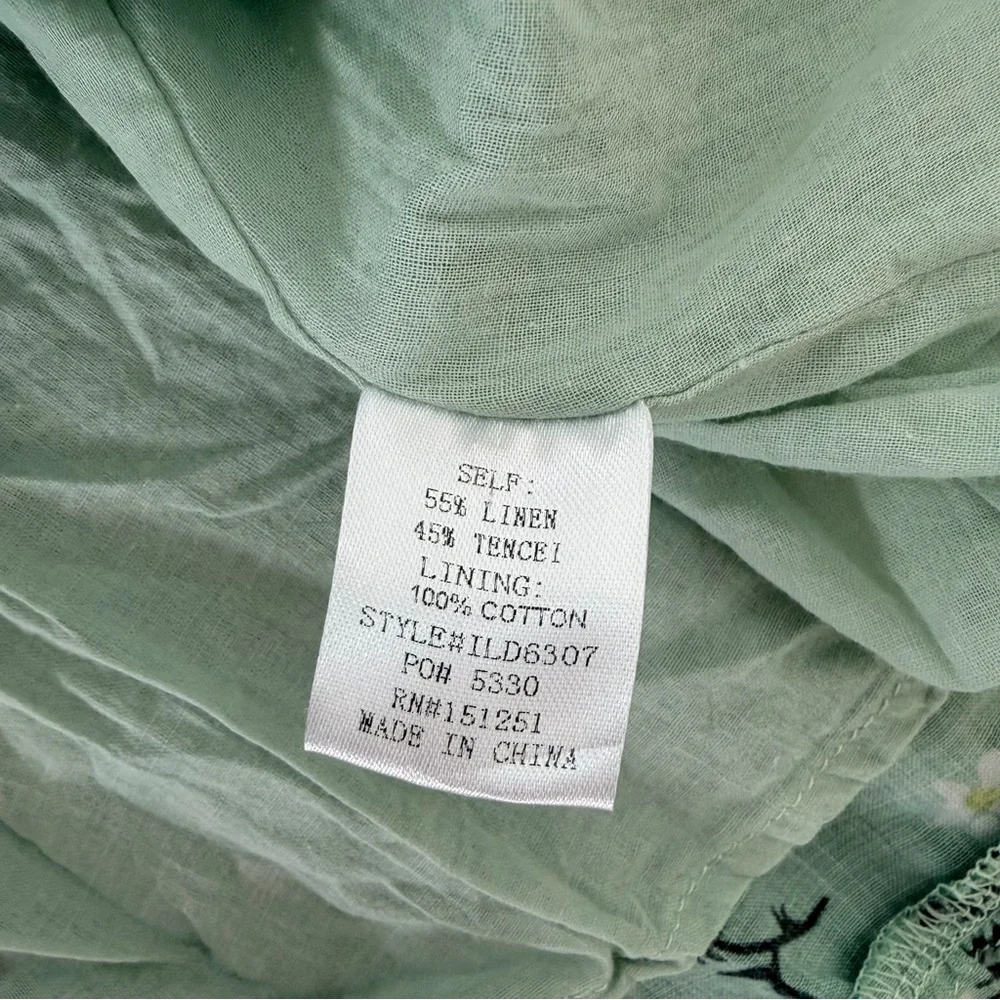 SELF:
55% LINEN
45% TENCEl
LINING:
100% COTTON
STYLE#ILD6307
PO# 5330
RN#151251
MADE IN CHINA